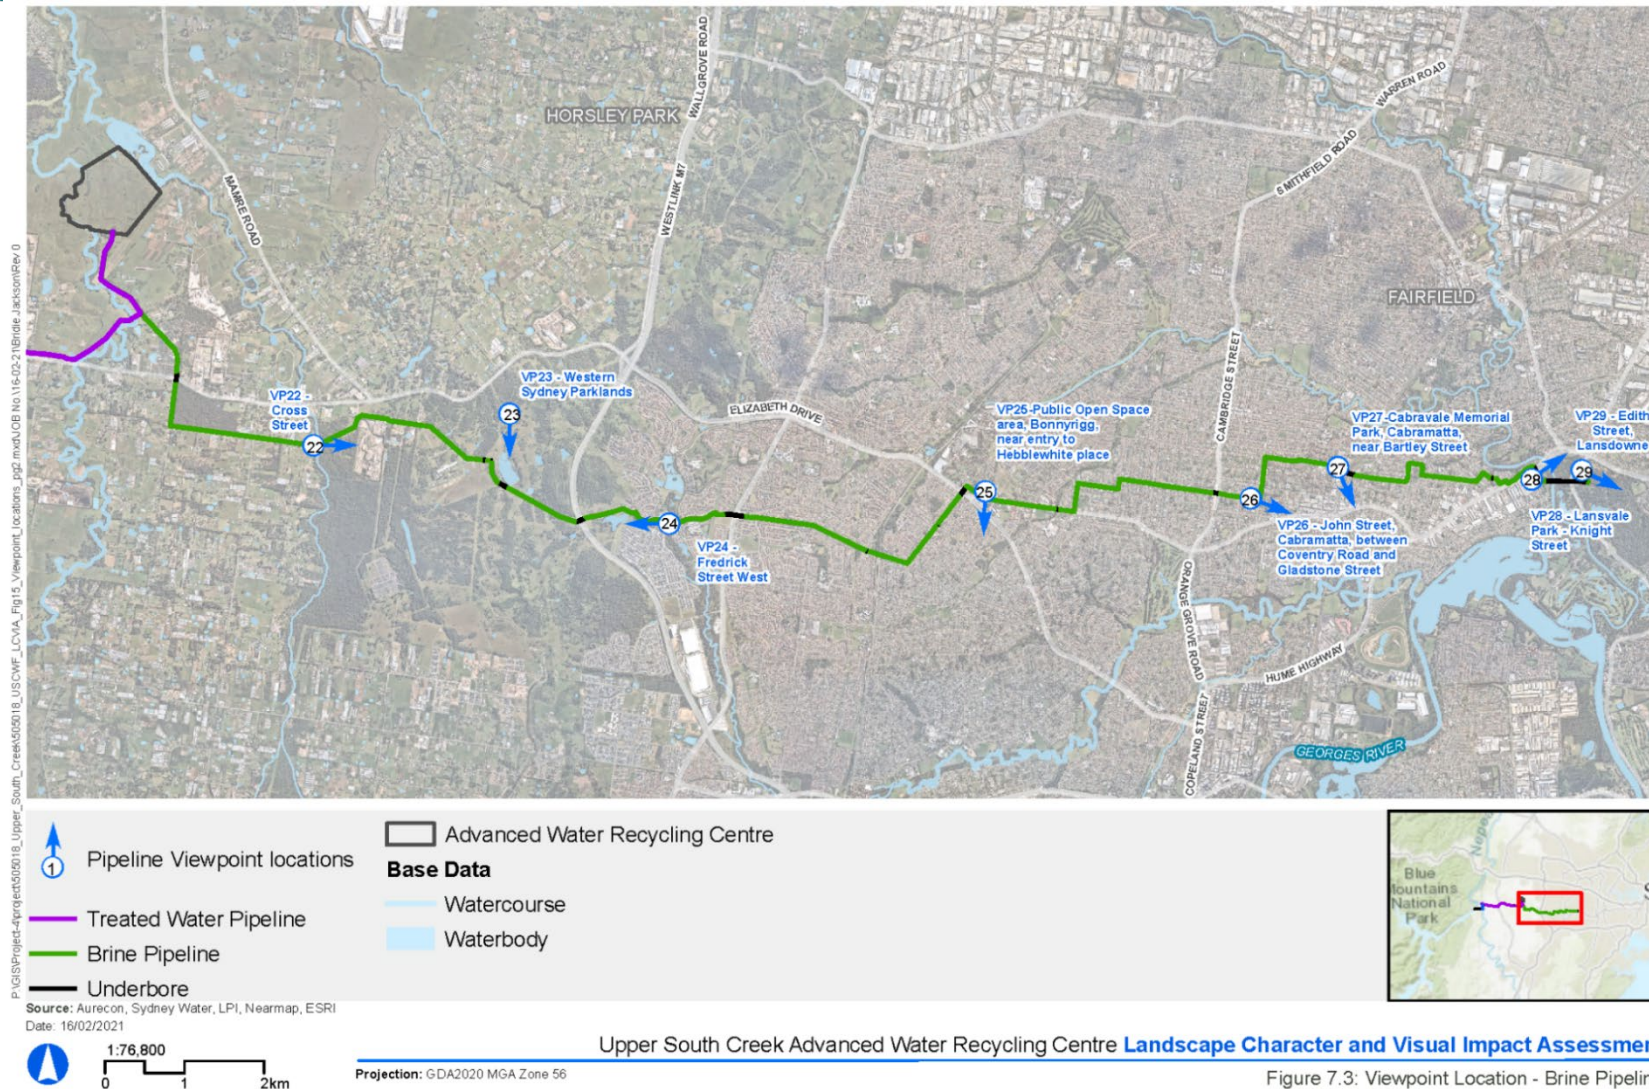 HORSLEY PARK
WALLGROVE ROAD
WESTLINK M7
MAMRE ROAD
WARREN ROAD
SMITHFIELD ROAD
FAIRFIELD
CAMBRIDGE STREET
ELIZABETH DRIVE
VP22 -
Cross
Street
22
VP23 - Western
Sydney Parklands
23
24
VP24 -
Fredrick
Street West
VP25-Public Open Space
area, Bonnyrigg,
near entry to
Hebblewhite place
25
26
VP26 - John Street,
Cabramatta, between
Coventry Road and
Gladstone Street
VP27-Cabravale Memorial
Park, Cabramatta,
near Bartley Street
27
VP29 - Edith
Street,
Lansdowne
28
29
VP28 - Lansvale
Park - Knight
Street
ORANGE GROVE ROAD
HUME HIGHWAY
COPELAND STREET
GEORGES RIVER
1
Pipeline Viewpoint locations
Treated Water Pipeline
Brine Pipeline
Underbore
Advanced Water Recycling Centre
Base Data
Watercourse
Waterbody
Blue
Mountains
National
Park
Source: Aurecon, Sydney Water, LPI, Nearmap, ESRI
Date: 16/02/2021
1:76,800
0 1 2km
Projection: GDA2020 MGA Zone 56
Upper South Creek Advanced Water Recycling Centre Landscape Character and Visual Impact Assessmen
Figure 7.3: Viewpoint Location - Brine Pipelin